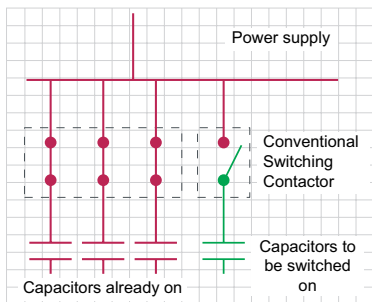 Power supply
Conventional
Switching
Contactor
Capacitors to
be switched
on
Capacitors already on